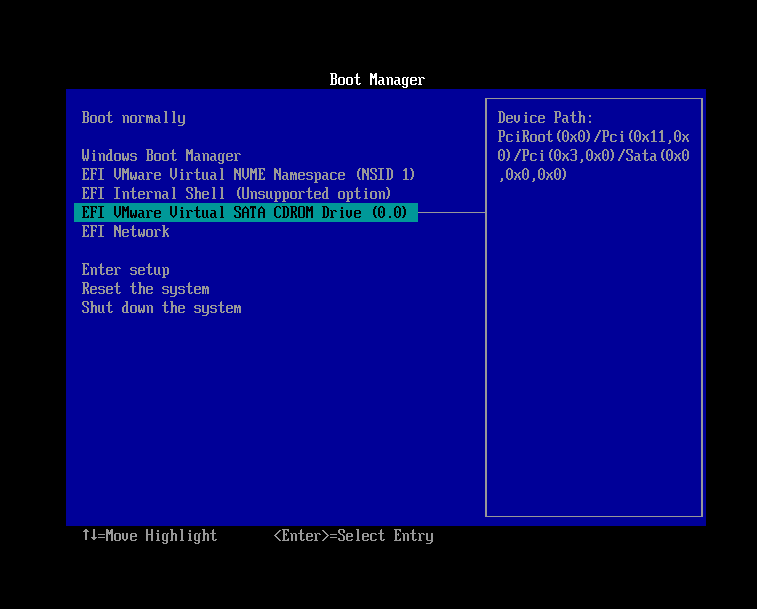 Boot Manager
Boot normally
Windows Boot Manager
EFI VMware Virtual NVME Namespace (NSID 1)
EFI Internal Shell (Unsupported option)
EFI VMware Virtual SATA CDROM Drive (0.0)
EFI Network
Enter setup
Reset the system
Shut down the system
Device Path:
PciRoot(0x0)/Pci(0x11,0x
0)/Pci(0x3,0x0)/Sata(0x0
,0x0,0x0)
↑↓=Move Highlight
<Enter>=Select Entry